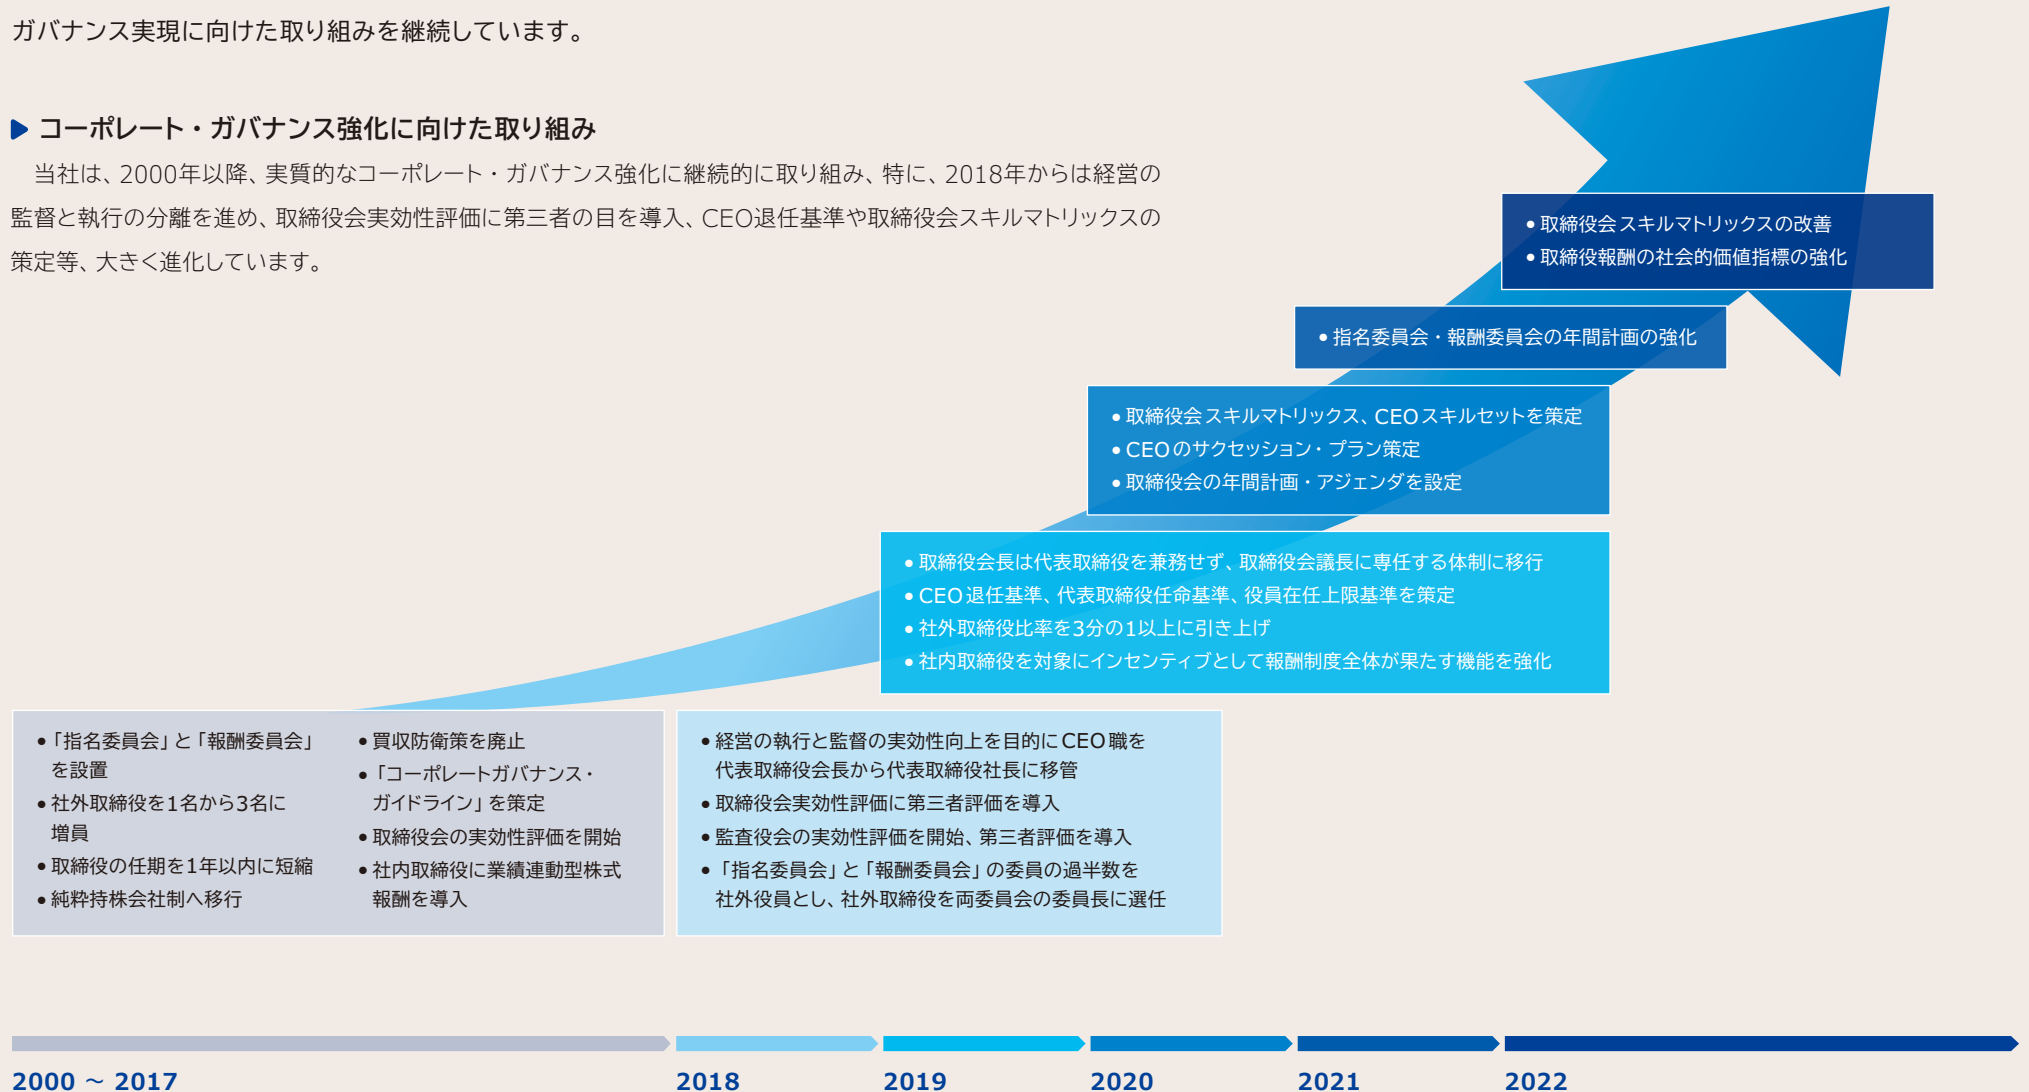 ガバナンス実現に向けた取り組みを継続しています。
コーポレート・ガバナンス強化に向けた取り組み
当社は、2000年以降、実質的なコーポレート・ガバナンス強化に継続的に取り組み、特に、2018年からは経営の
監督と執行の分離を進め、取締役会実効性評価に第三者の目を導入、CEO退任基準や取締役会スキルマトリックスの
策定等、大きく進化しています。
•取締役会スキルマトリックスの改善
•取締役報酬の社会的価値指標の強化
•指名委員会・報酬委員会の年間計画の強化
•取締役会スキルマトリックス、CEOスキルセットを策定
•CEOのサクセッション・プラン策定
•取締役会の年間計画・アジェンダを設定
•取締役会長は代表取締役を兼務せず、取締役会議長に専任する体制に移行
•CEO退任基準、代表取締役任命基準、役員在任上限基準を策定
•社外取締役比率を3分の1以上に引き上げ
•社内取締役を対象にインセンティブとして報酬制度全体が果たす機能を強化
•「指名委員会」と「報酬委員会」
を設置
•社外取締役を1名から3名に
増員
•取締役の任期を1年以内に短縮
•純粋持株会社制へ移行
•買収防衛策を廃止
•「コーポレートガバナンス・
ガイドライン」を策定
•取締役会の実効性評価を開始
•社内取締役に業績連動型株式
報酬を導入
•経営の執行と監督の実効性向上を目的にCEO職を
代表取締役会長から代表取締役社長に移管
•取締役会実効性評価に第三者評価を導入
•監査役会の実効性評価を開始、第三者評価を導入
•「指名委員会」と「報酬委員会」の委員の過半数を
社外役員とし、社外取締役を両委員会の委員長に選任
2000 ～ 2017
2018
2019
2020
2021
2022